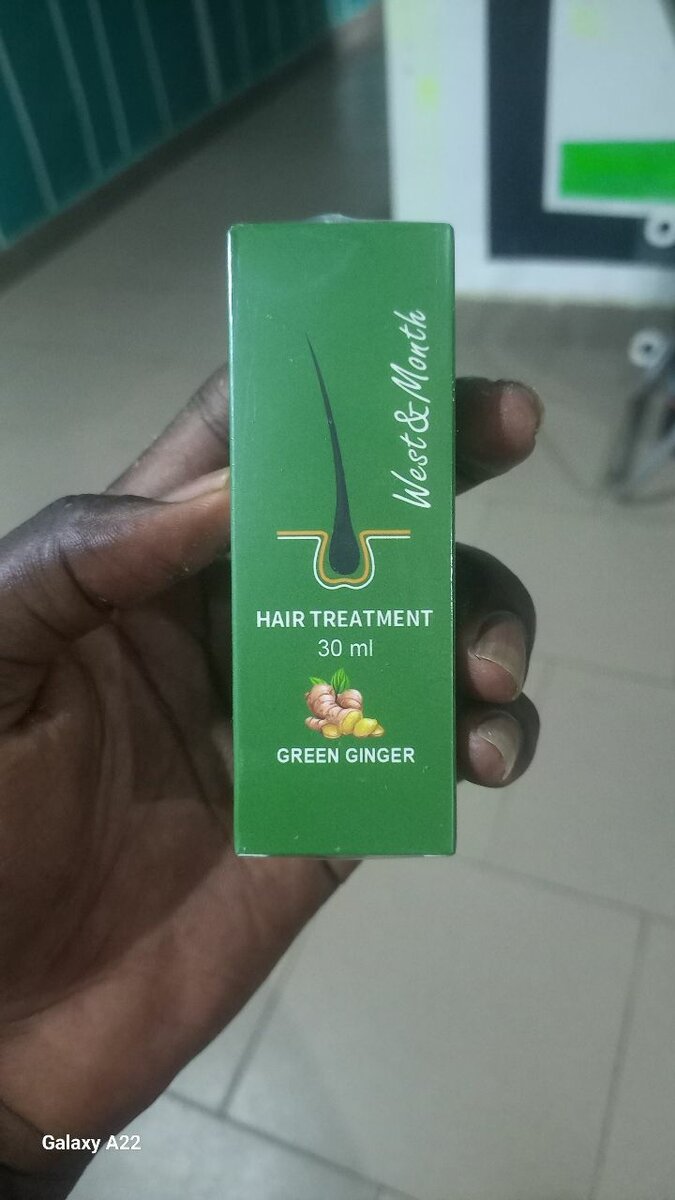 West&Month
HAIR TREATMENT
30 ml
GREEN GINGER
Galaxy A22